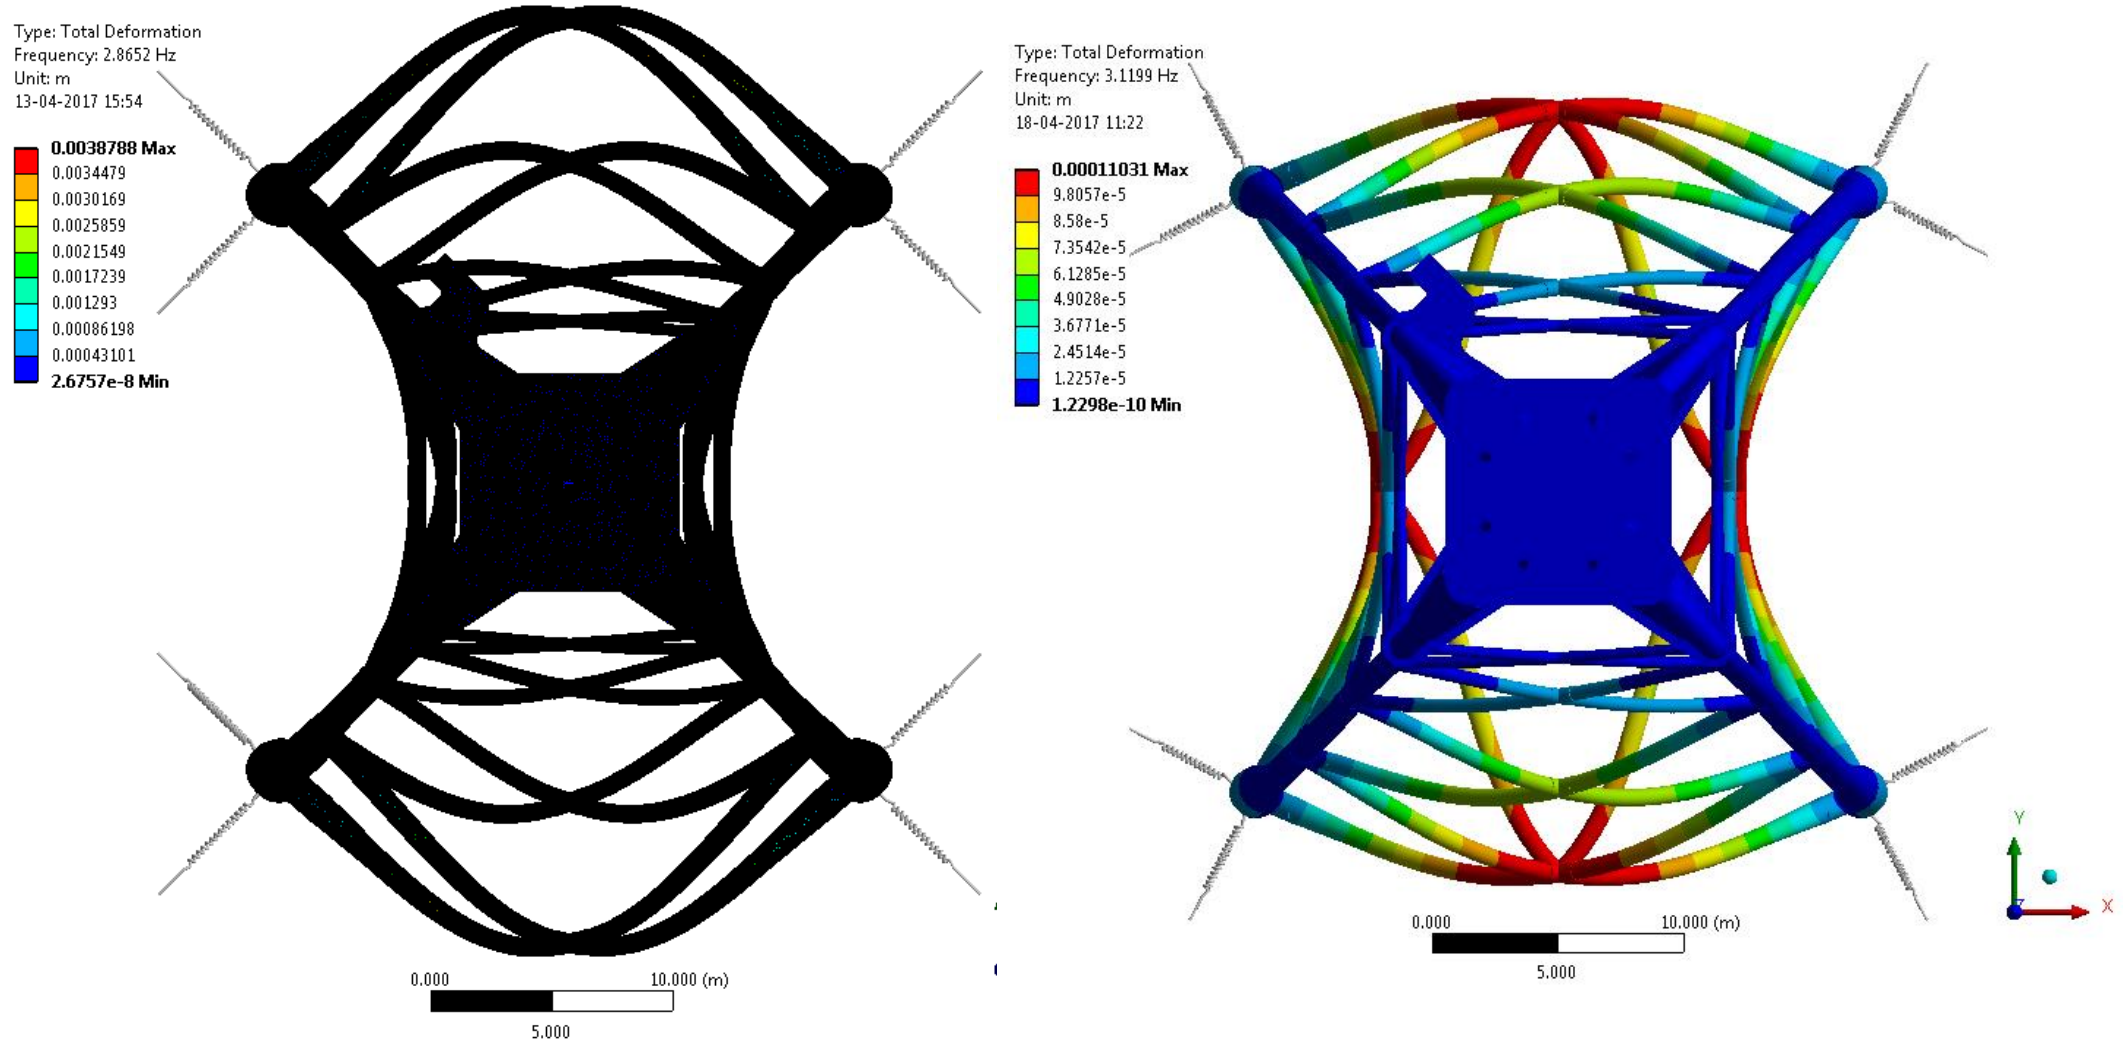 Type: Total Deformation
Frequency: 2.8652 Hz
Unit: m
13-04-2017 15:54
0.0038788 Max
0.0034479
0.0030169
0.0025859
0.0021549
0.0017239
0.001293
0.00086198
0.00043101
2.6757e-8 Min
0.000
10.000 (m)
5.000
Type: Total Deformation
Frequency: 3.1199 Hz
Unit: m
18-04-2017 11:22
0.00011031 Max
9.8057e-5
8.58e-5
7.3542e-5
6.1285e-5
4.9028e-5
3.6771e-5
2.4514e-5
1.2257e-5
1.2298e-10 Min
0.000
10.000 (m)
5.000
Y
Z
X